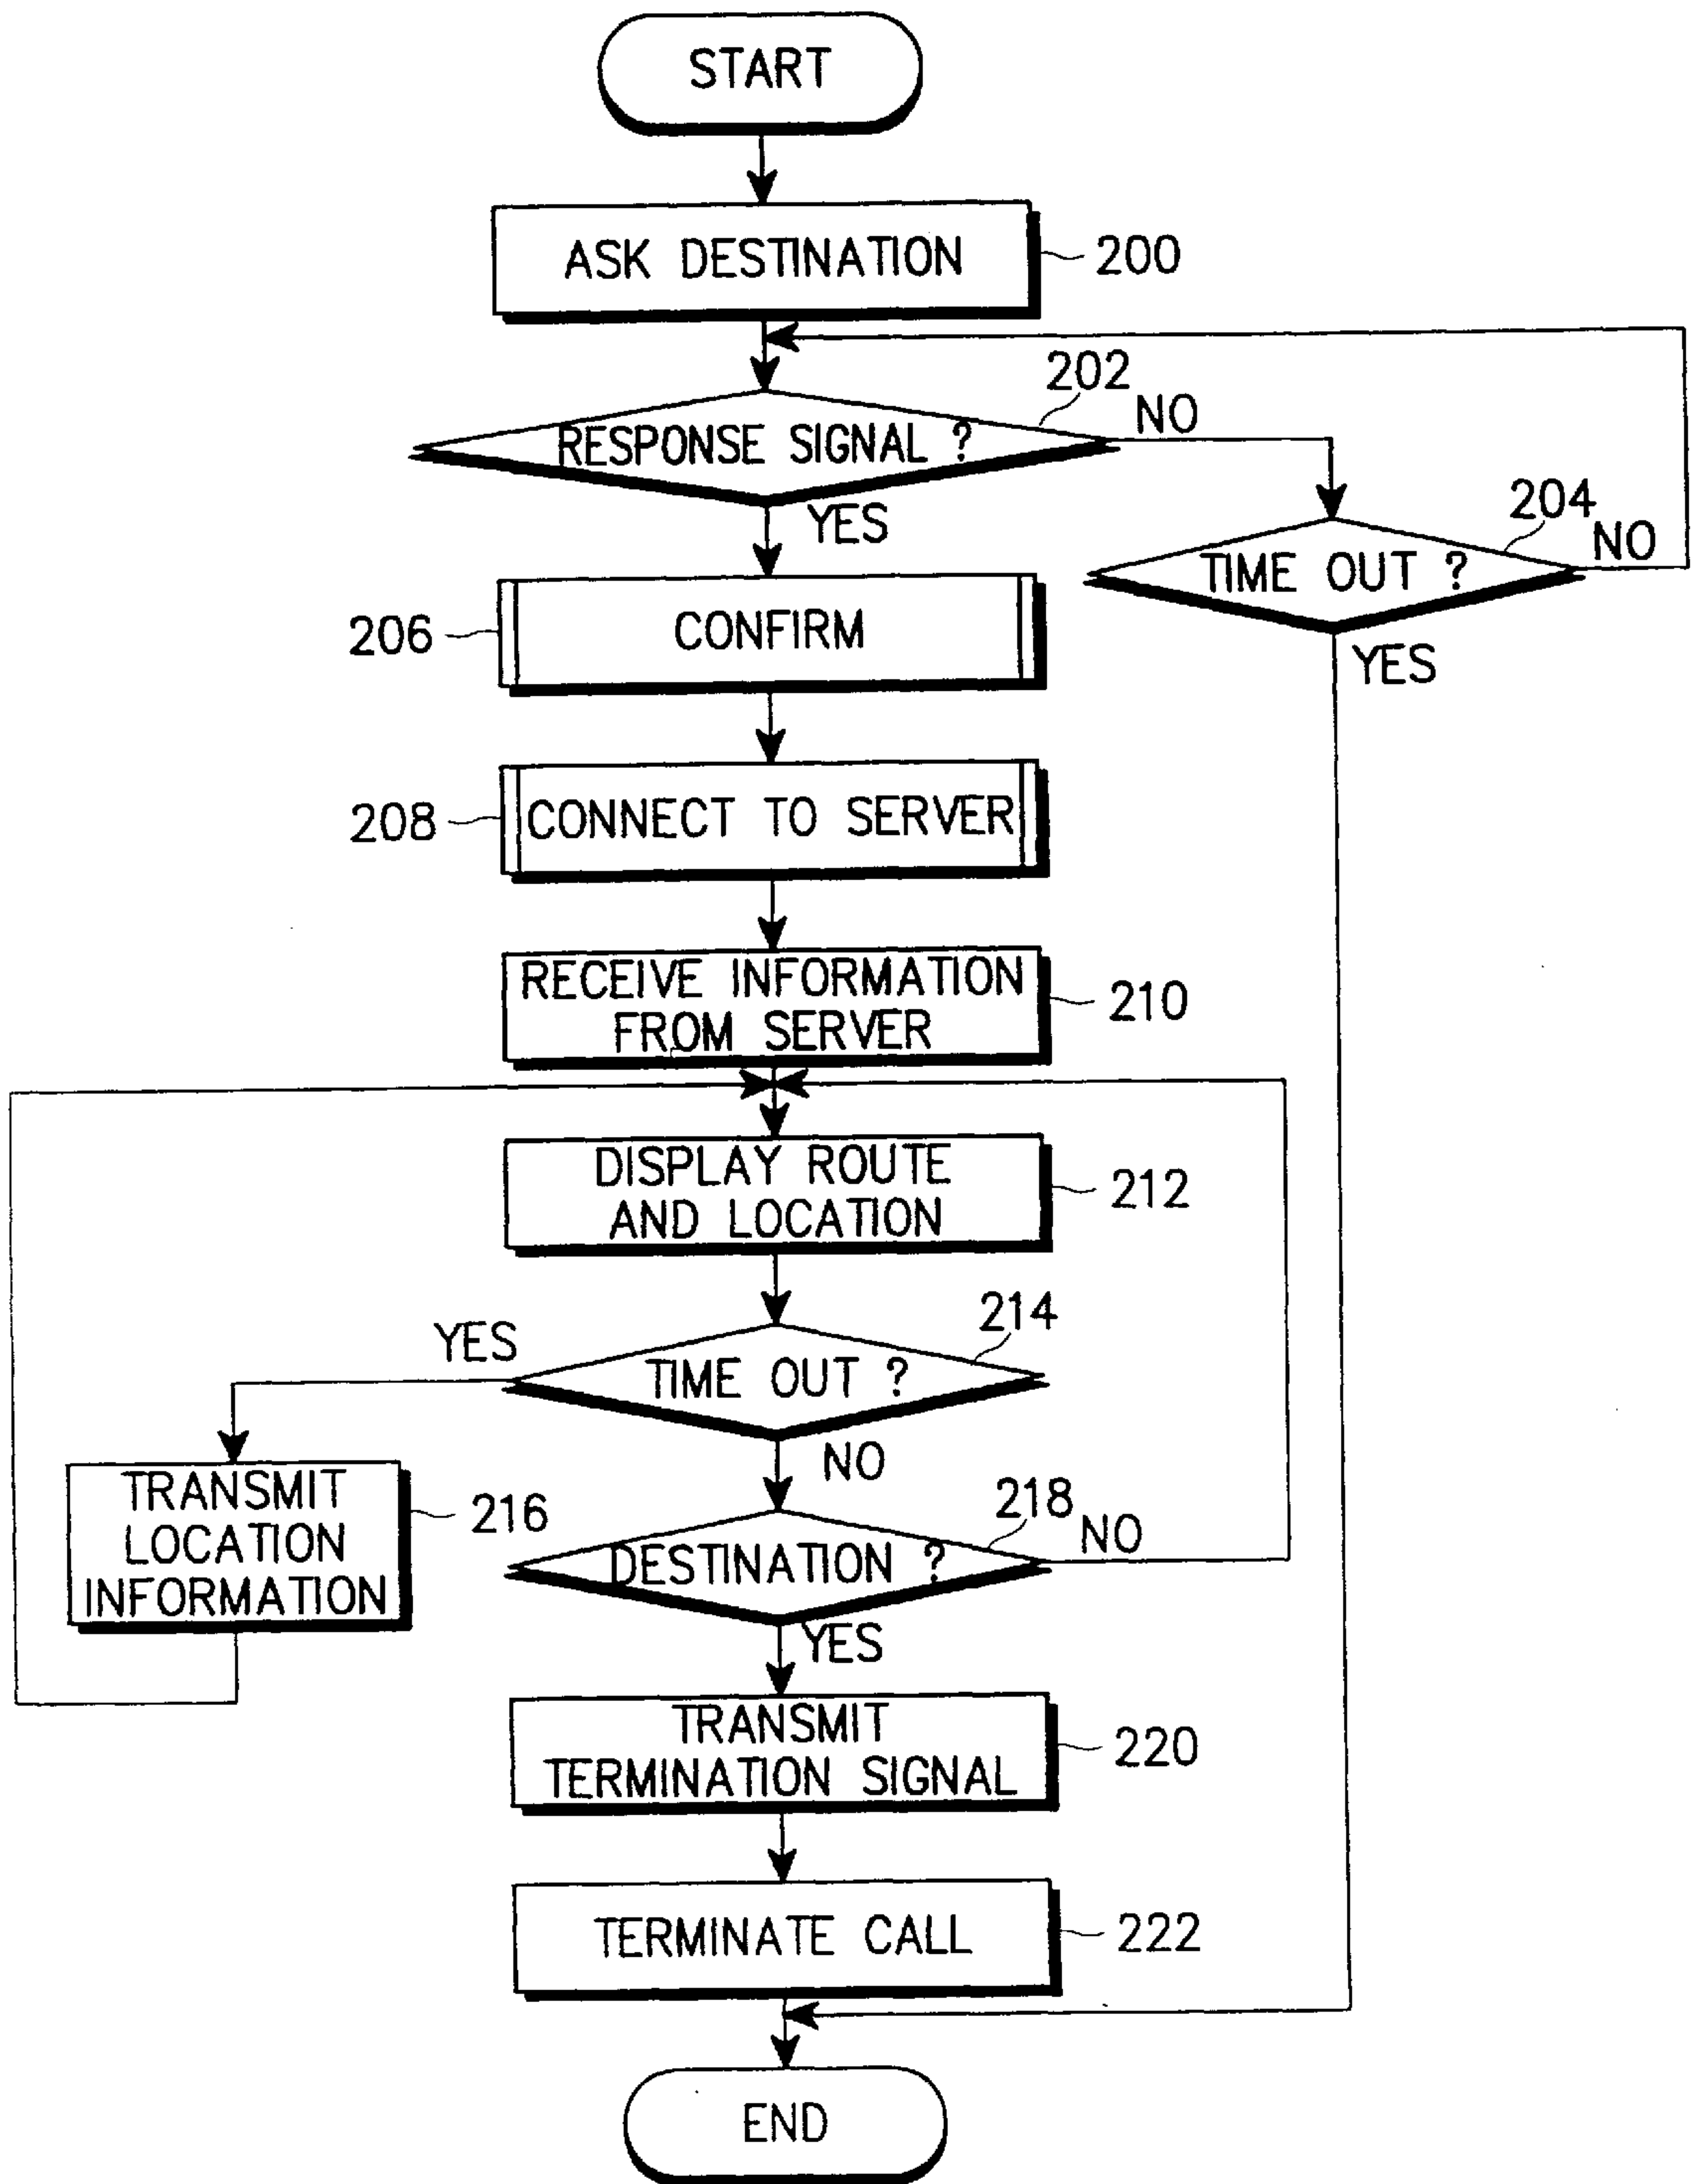 START
ASK DESTINATION
200
202
RESPONSE SIGNAL ?
NO
YES
204
TIME OUT ?
NO
YES
206
CONFIRM
208
CONNECT TO SERVER
RECEIVE INFORMATION
FROM SERVER
210
DISPLAY ROUTE
AND LOCATION
212
214
YES
TIME OUT ?
NO
TRANSMIT
LOCATION
INFORMATION
216
218
NO
DESTINATION ?
YES
TRANSMIT
TERMINATION SIGNAL
220
TERMINATE CALL
222
END